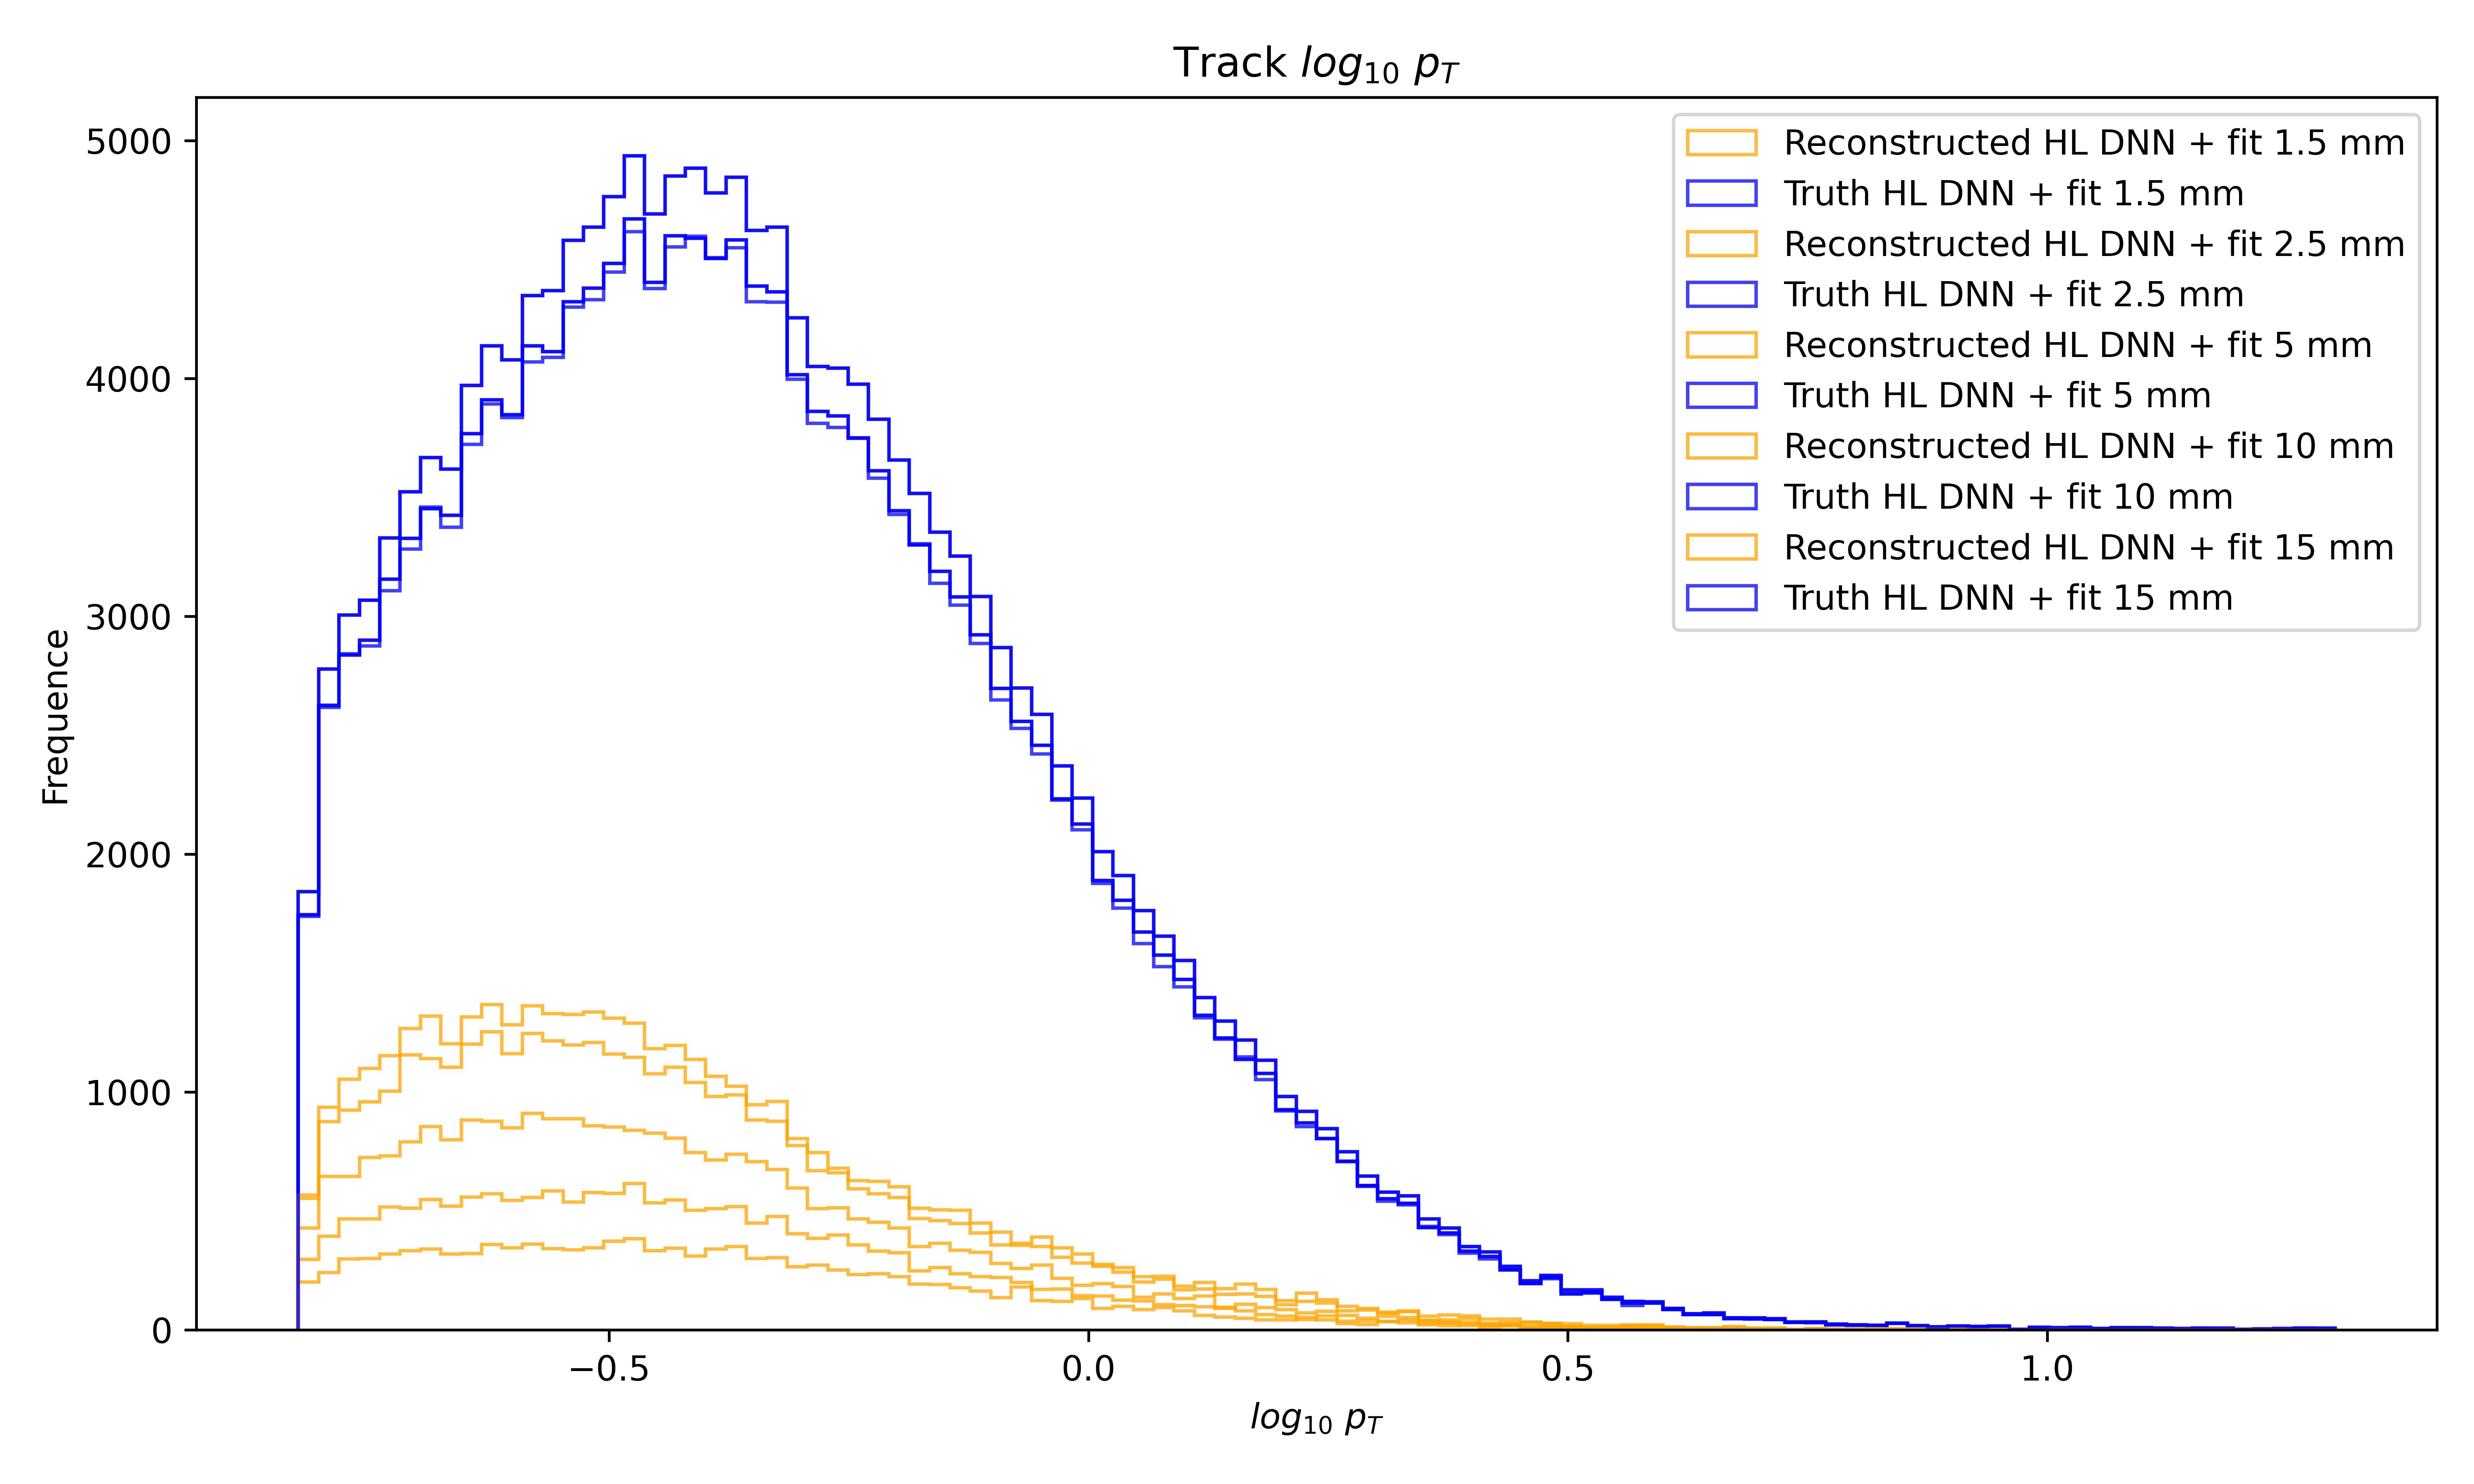 Track log₁₀ p_T
Reconstructed HL DNN + fit 1.5 mm
Truth HL DNN + fit 1.5 mm
Reconstructed HL DNN + fit 2.5 mm
Truth HL DNN + fit 2.5 mm
Reconstructed HL DNN + fit 5 mm
Truth HL DNN + fit 5 mm
Reconstructed HL DNN + fit 10 mm
Truth HL DNN + fit 10 mm
Reconstructed HL DNN + fit 15 mm
Truth HL DNN + fit 15 mm
5000
4000
3000
2000
1000
0
Frequence
−0.5 0.0 0.5 1.0
log₁₀ p_T